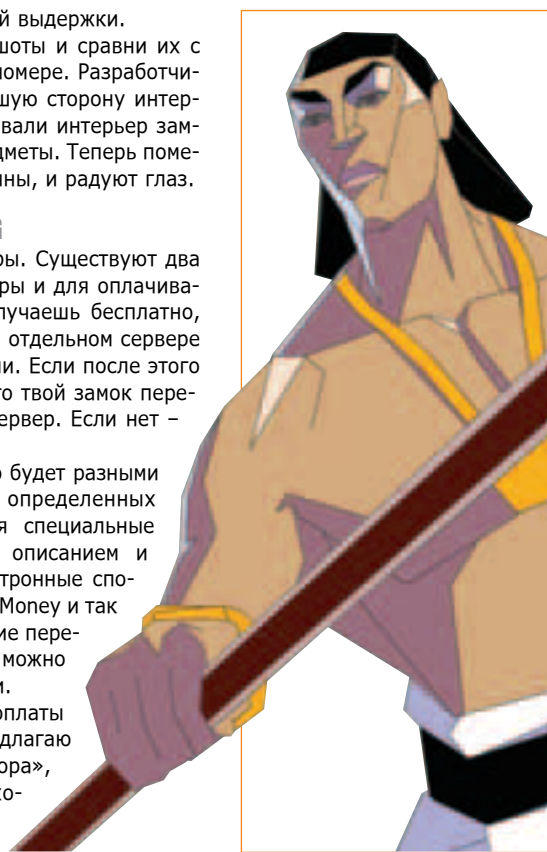 й выдержки.
шоты и сравни их с
номере. Разработчи-
шую сторону интер-
вали интерьер зам-
дметы. Теперь поме-
ны, и радуют глаз.
ры. Существуют два
ры и для оплачива-
лучаешь бесплатно,
отдельном сервере
и. Если после этого
то твой замок пере-
ервер. Если нет –
о будет разными
определенных
я специальные
описанием и
тронные спо-
Money и так
ие пере-
можно
и.
оплаты
длагаю
ора»,
хо-